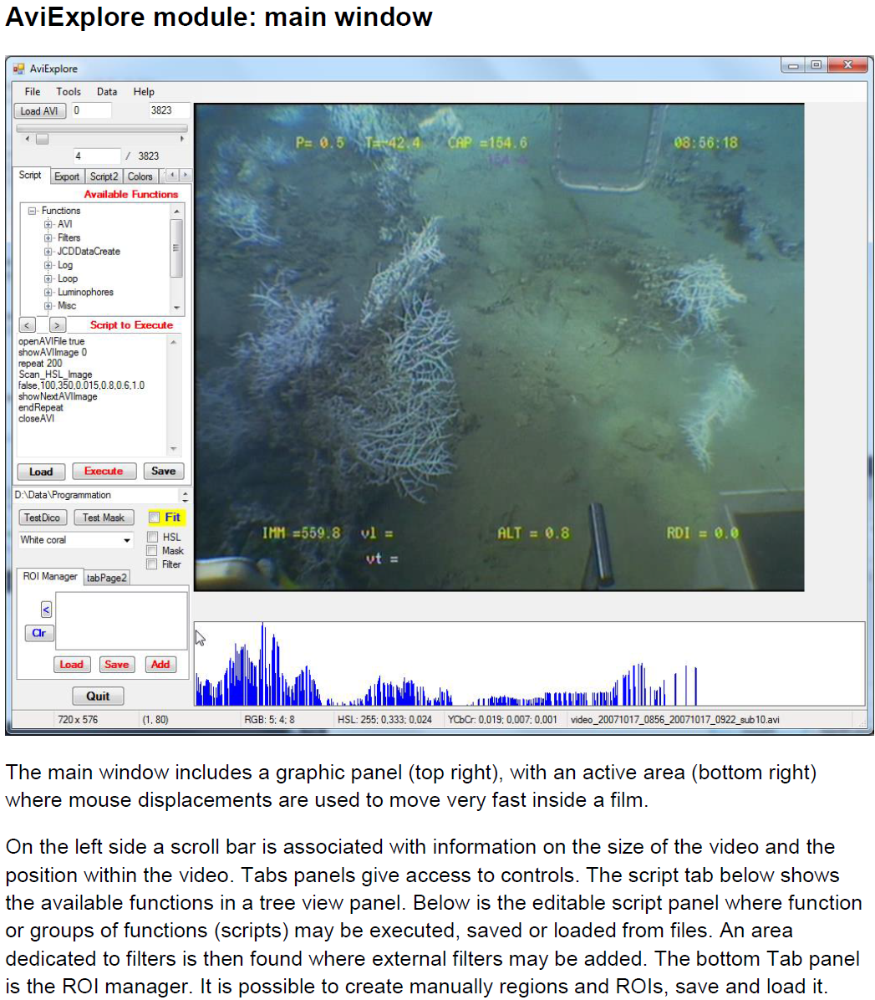 AviExplore module: main window
AviExplore
File Tools Data Help
Load AVI 0 3823
4 / 3823
Script Export Script2 Colors
Available Functions
Functions
AVI
Filters
JCDDataCreate
Log
Loop
Luminophores
Misc
< > Script to Execute
openAVIFile true
showAVIImage 0
repeat 200
Scan_HSL_Image
false,100,350,0.015,0.8,0.6,1.0
showNextAVIImage
endRepeat
closeAVI
Load Execute Save
D:\Data\Programmation
TestDico Test Mask Fit
White coral HSL
Mask
Filter
ROI Manager tabPage2
<
Clr
Load Save Add
Quit
P= 0.5 T=-42.4 CAP =154.6 08:56:18
IMM =559.8 vl = ALT = 0.8 RDI = 0.0
vt =
720 x 576 (1, 80) RGB: 5; 4; 8 HSL: 255; 0,333; 0,024 YCbCr: 0,019; 0,007; 0,001 video_20071017_0856_20071017_0922_sub10.avi
The main window includes a graphic panel (top right), with an active area (bottom right)
where mouse displacements are used to move very fast inside a film.
On the left side a scroll bar is associated with information on the size of the video and the
position within the video. Tabs panels give access to controls. The script tab below shows
the available functions in a tree view panel. Below is the editable script panel where function
or groups of functions (scripts) may be executed, saved or loaded from files. An area
dedicated to filters is then found where external filters may be added. The bottom Tab panel
is the ROI manager. It is possible to create manually regions and ROIs, save and load it.